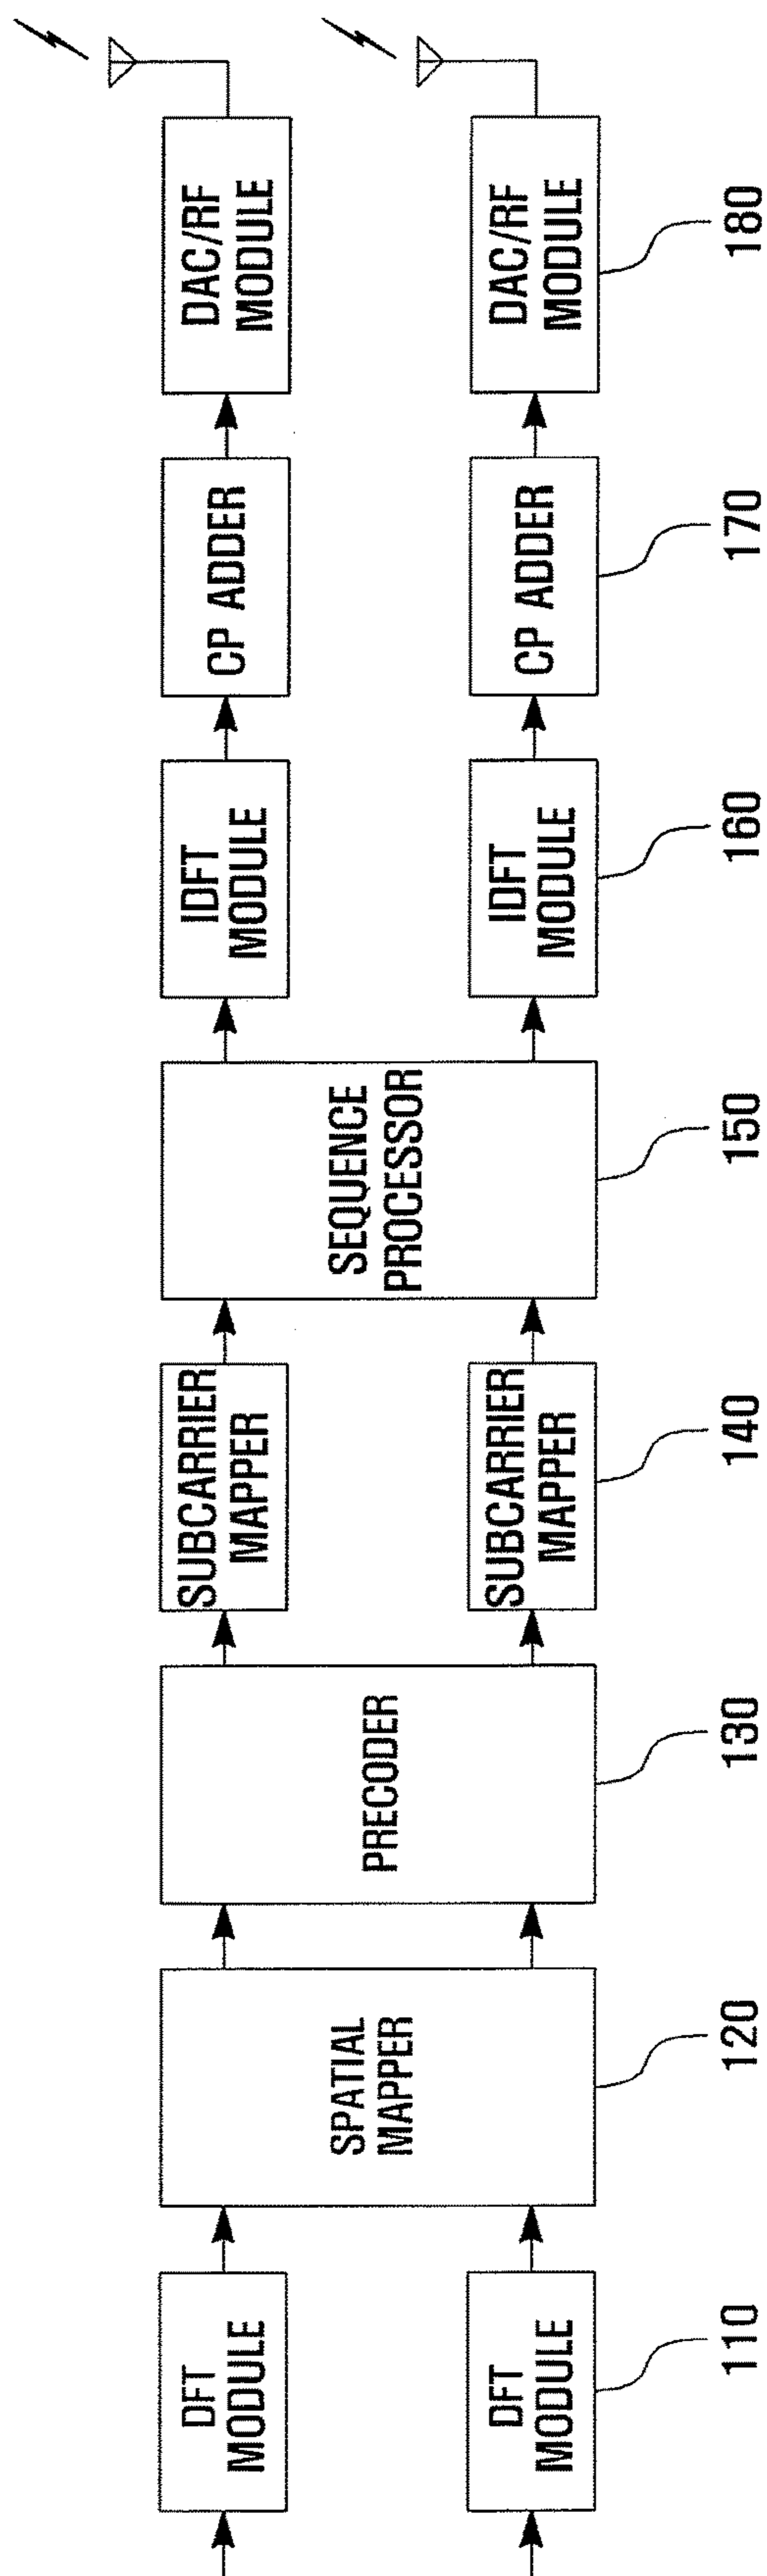 DFT
MODULE
SPATIAL
MAPPER
PRECODER
SUBCARRIER
MAPPER
SEQUENCE
PROCESSOR
IDFT
MODULE
CP ADDER
DAC/RF
MODULE
DFT
MODULE
SUBCARRIER
MAPPER
IDFT
MODULE
CP ADDER
DAC/RF
MODULE
110
120
130
140
150
160
170
180